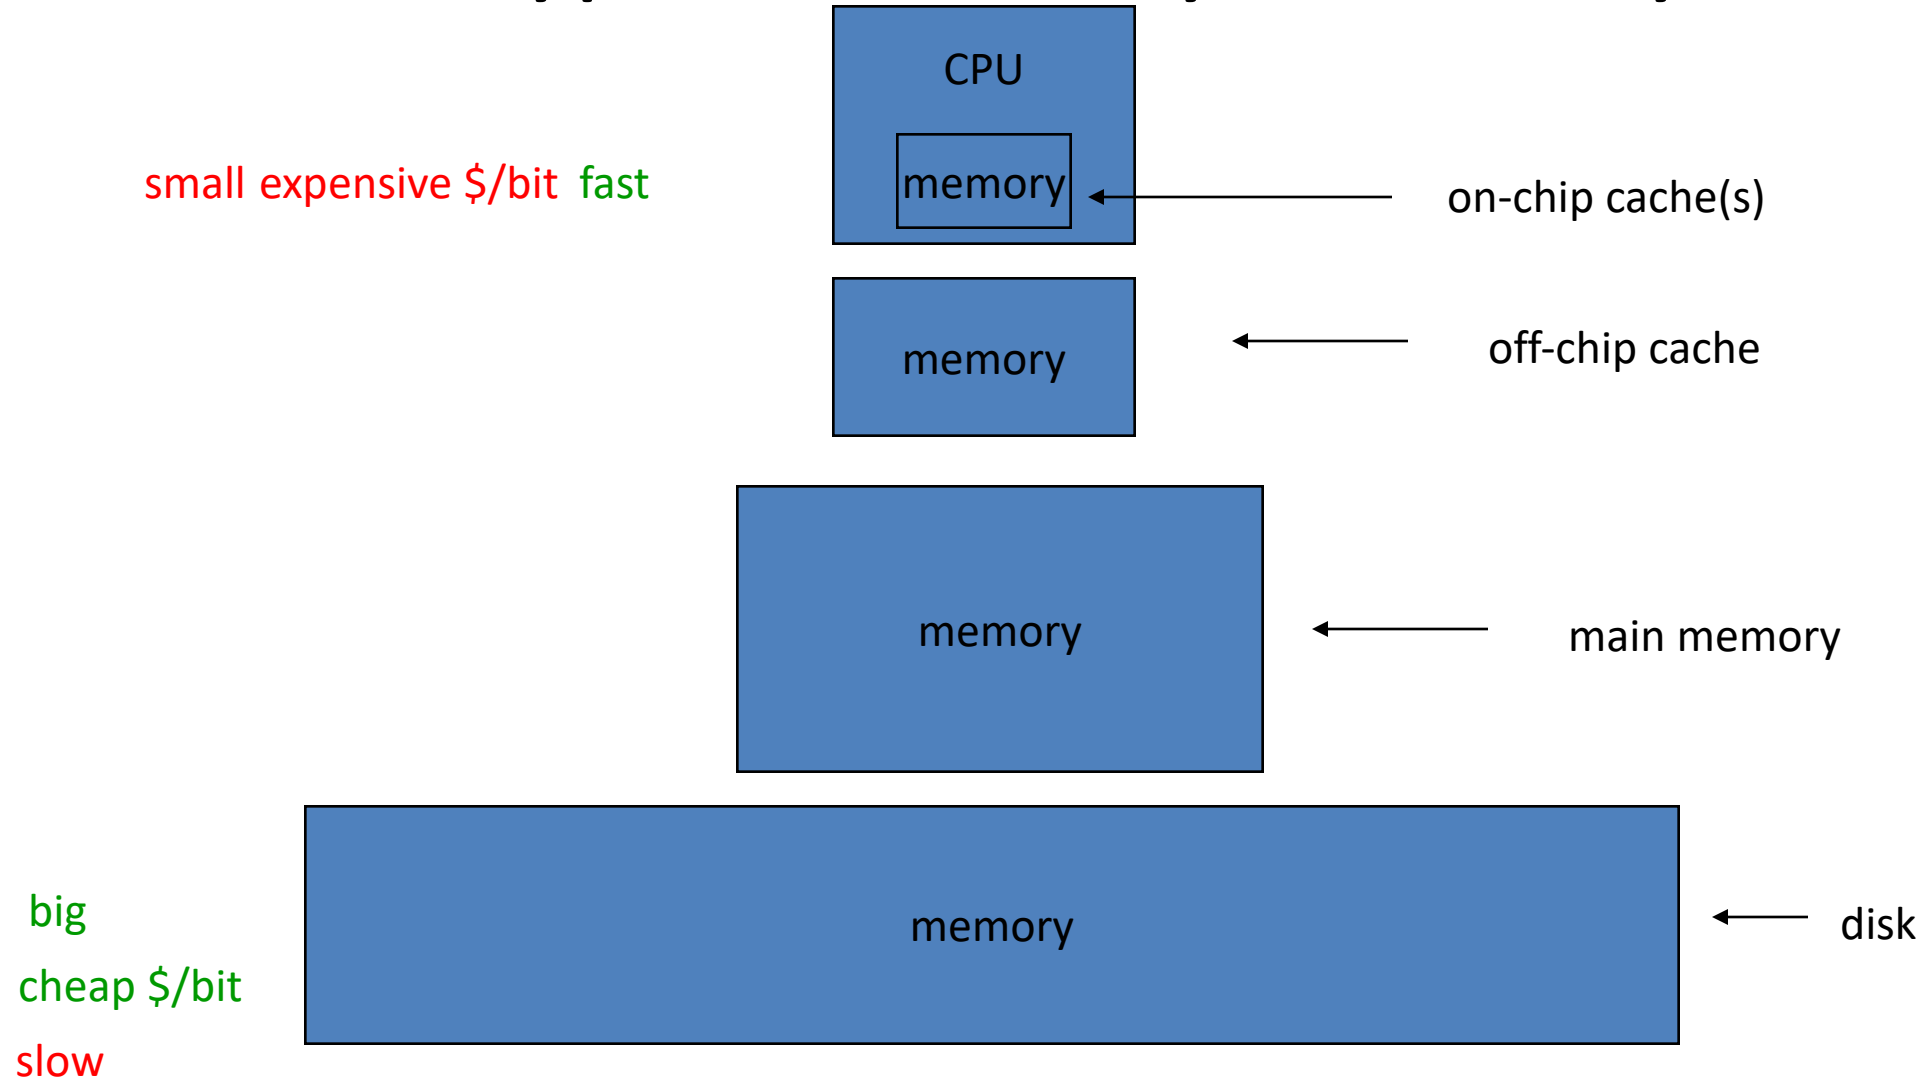 CPU
small expensive $/bit fast
memory
on-chip cache(s)
memory
off-chip cache
memory
main memory
big
memory
disk
cheap $/bit
slow